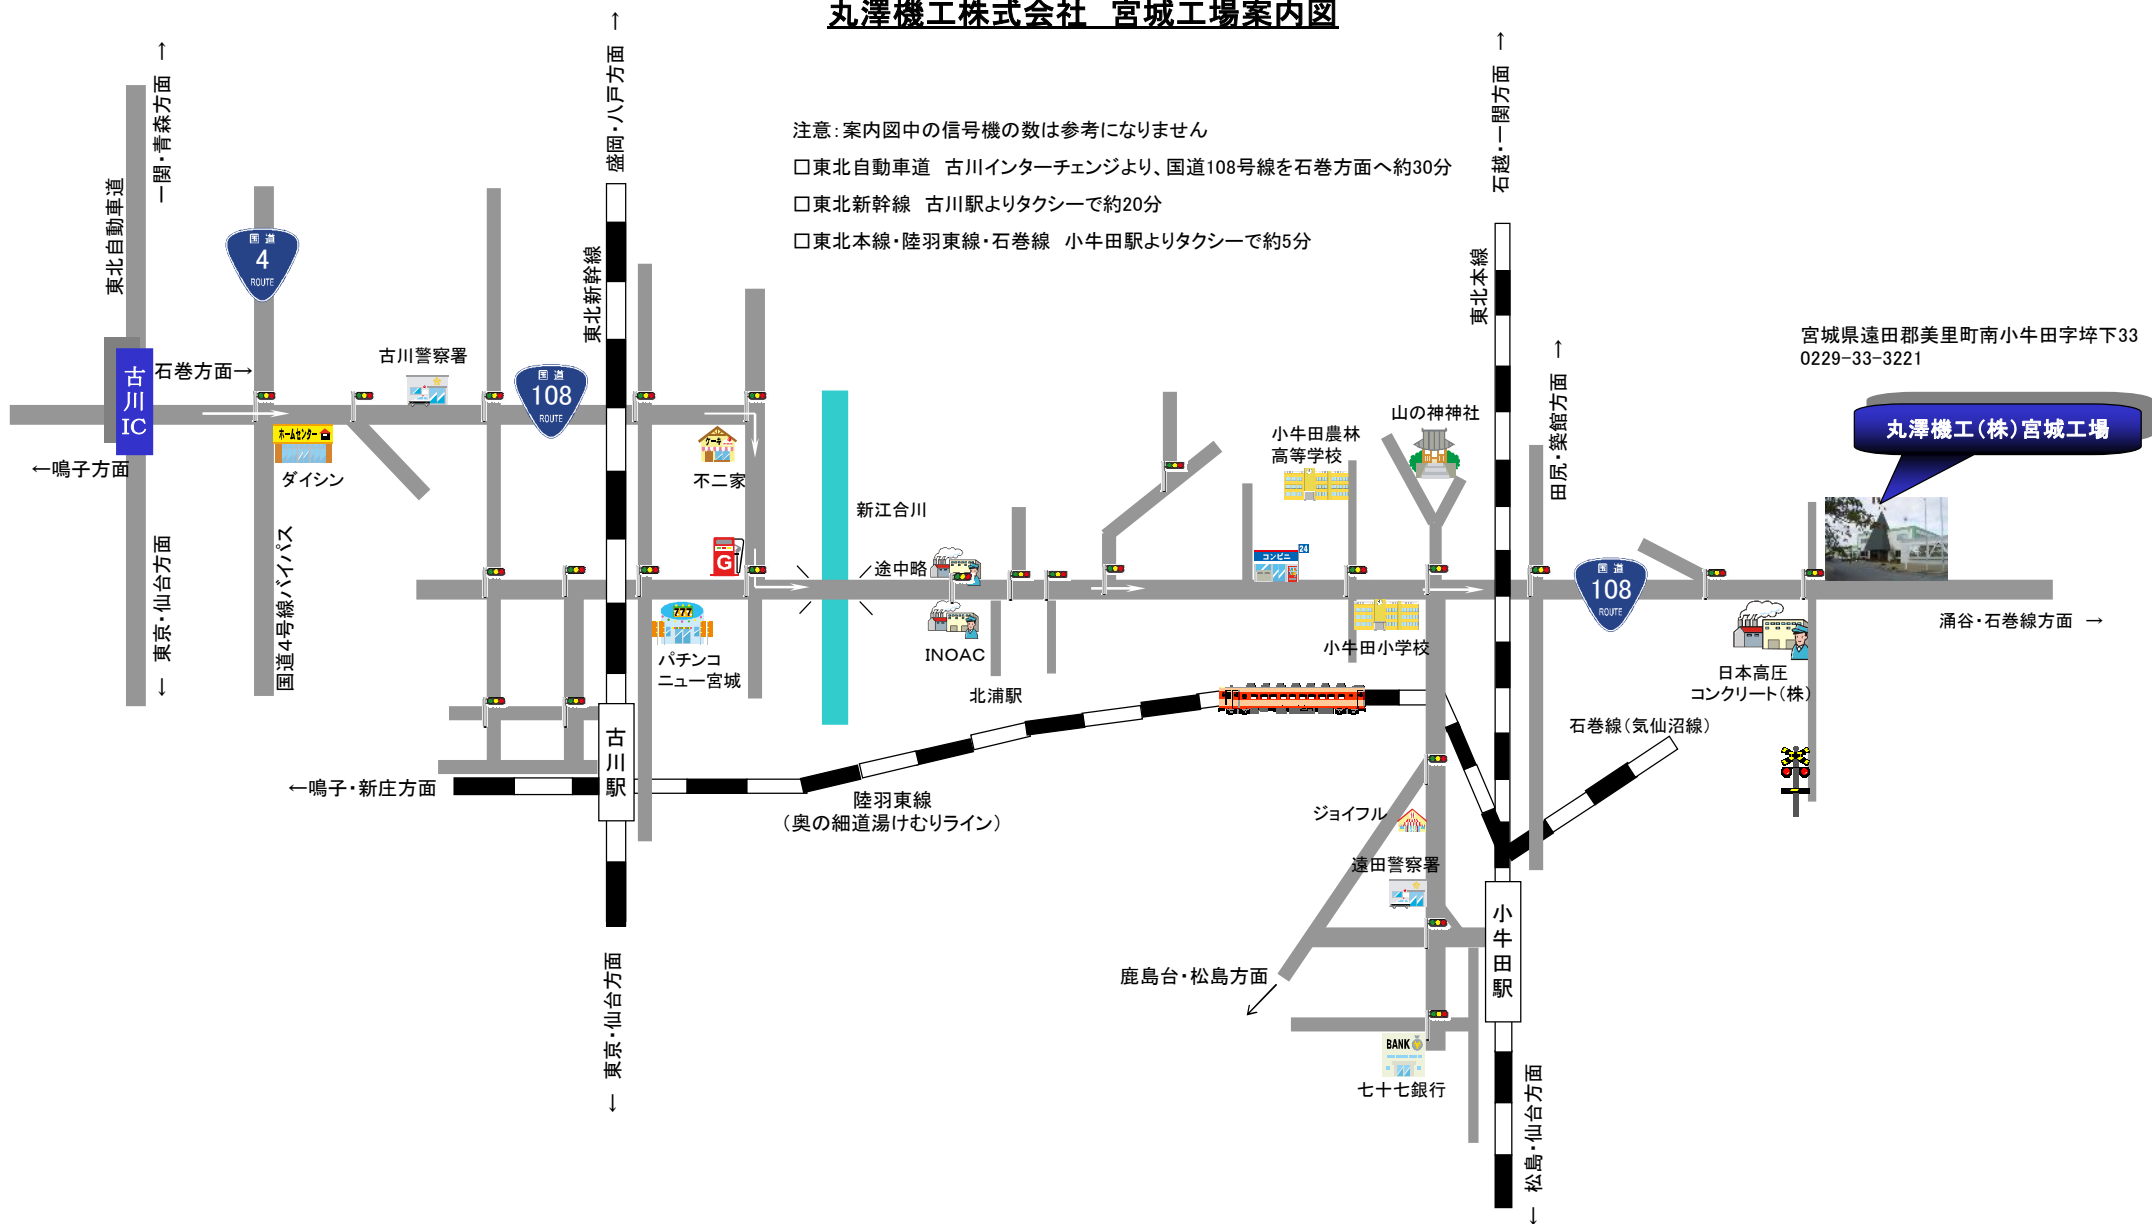 丸澤機工株式会社　宮城工場案内図
注意：案内図中の信号機の数は参考になりません
□東北自動車道　古川インターチェンジより、国道108号線を石巻方面へ約30分
□東北新幹線　古川駅よりタクシーで約20分
□東北本線・陸羽東線・石巻線　小牛田駅よりタクシーで約5分
一関・青森方面 →
東北自動車道
国道
4
ROUTE
盛岡・八戸方面 →
東北新幹線
石越・一関方面 →
東北本線
宮城県遠田郡美里町南小牛田字埣下33
0229-33-3221
丸澤機工（株）宮城工場
古川IC
石巻方面→
古川警察署
国道
108
ROUTE
←鳴子方面
ホームセンター
ダイシン
ケーキ
不二家
新江合川
途中略
小牛田農林
高等学校
山の神神社
田尻・築館方面 →
← 東京・仙台方面
国道4号線バイパス
G
777
パチンコ
ニュー宮城
INOAC
北浦駅
コンビニ
24
小牛田小学校
国道
108
ROUTE
涌谷・石巻線方面 →
日本高圧
コンクリート（株）
古川駅
←鳴子・新庄方面
陸羽東線
（奥の細道湯けむりライン）
石巻線（気仙沼線）
ジョイフル
遠田警察署
小牛田駅
鹿島台・松島方面
← 東京・仙台方面
BANK
七十七銀行
← 松島・仙台方面